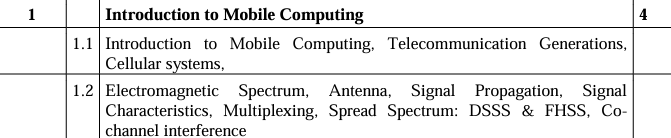 1 Introduction to Mobile Computing 4
1.1 Introduction to Mobile Computing, Telecommunication Generations,
Cellular systems,
1.2 Electromagnetic Spectrum, Antenna, Signal Propagation, Signal
Characteristics, Multiplexing, Spread Spectrum: DSSS & FHSS, Co-
channel interference